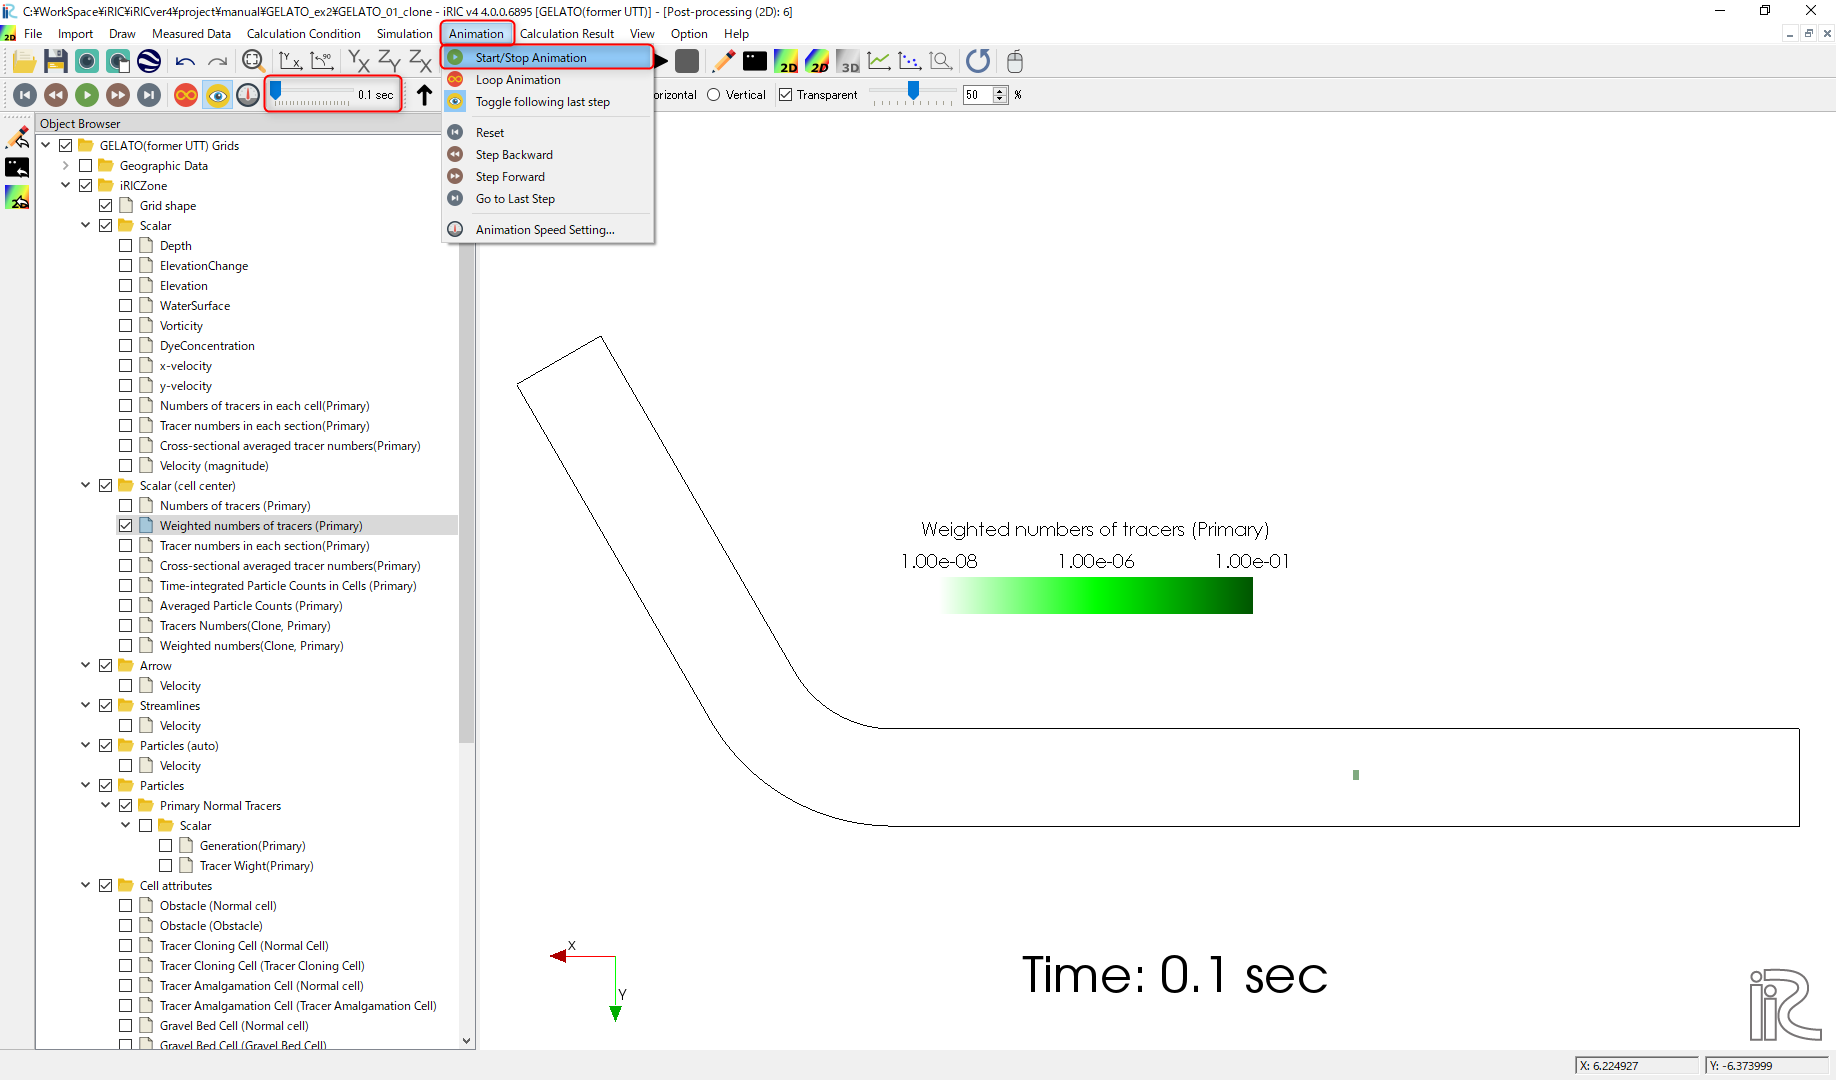 C:¥WorkSpace¥iRIC¥iRICver4¥project¥manual¥GELATO_ex2¥GELATO_01_clone - iRIC v4 4.0.0.6895 [GELATO(former UTT)] - [Post-processing (2D): 6]
File Import Draw Measured Data Calculation Condition Simulation Animation Calculation Result View Option Help
Start/Stop Animation
Loop Animation
Toggle following last step
Reset
Step Backward
Step Forward
Go to Last Step
Animation Speed Setting...
0.1 sec
orizontal Vertical Transparent 50 %
Object Browser
GELATO(former UTT) Grids
Geographic Data
iRICZone
Grid shape
Scalar
Depth
ElevationChange
Elevation
WaterSurface
Vorticity
DyeConcentration
x-velocity
y-velocity
Numbers of tracers in each cell(Primary)
Tracer numbers in each section(Primary)
Cross-sectional averaged tracer numbers(Primary)
Velocity (magnitude)
Scalar (cell center)
Numbers of tracers (Primary)
Weighted numbers of tracers (Primary)
Tracer numbers in each section(Primary)
Cross-sectional averaged tracer numbers(Primary)
Time-integrated Particle Counts in Cells (Primary)
Averaged Particle Counts (Primary)
Tracers Numbers(Clone, Primary)
Weighted numbers(Clone, Primary)
Arrow
Velocity
Streamlines
Velocity
Particles (auto)
Velocity
Particles
Primary Normal Tracers
Scalar
Generation(Primary)
Tracer Wight(Primary)
Cell attributes
Obstacle (Normal cell)
Obstacle (Obstacle)
Tracer Cloning Cell (Normal Cell)
Tracer Cloning Cell (Tracer Cloning Cell)
Tracer Amalgamation Cell (Normal cell)
Tracer Amalgamation Cell (Tracer Amalgamation Cell)
Gravel Bed Cell (Normal cell)
Gravel Bed Cell (Gravel Bed Cell)
Weighted numbers of tracers (Primary)
1.00e-08 1.00e-06 1.00e-01
X
Y
Time: 0.1 sec
iRIC
X: 6.224927 Y: -6.373999